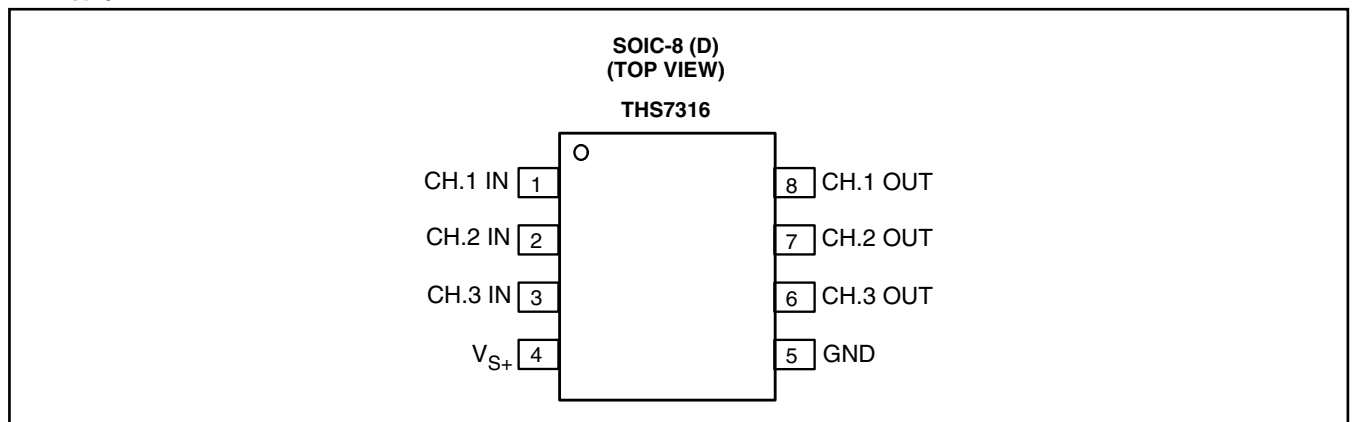 SOIC-8 (D)
(TOP VIEW)
THS7316
CH.1 IN 1 8 CH.1 OUT
CH.2 IN 2 7 CH.2 OUT
CH.3 IN 3 6 CH.3 OUT
VS+ 4 5 GND